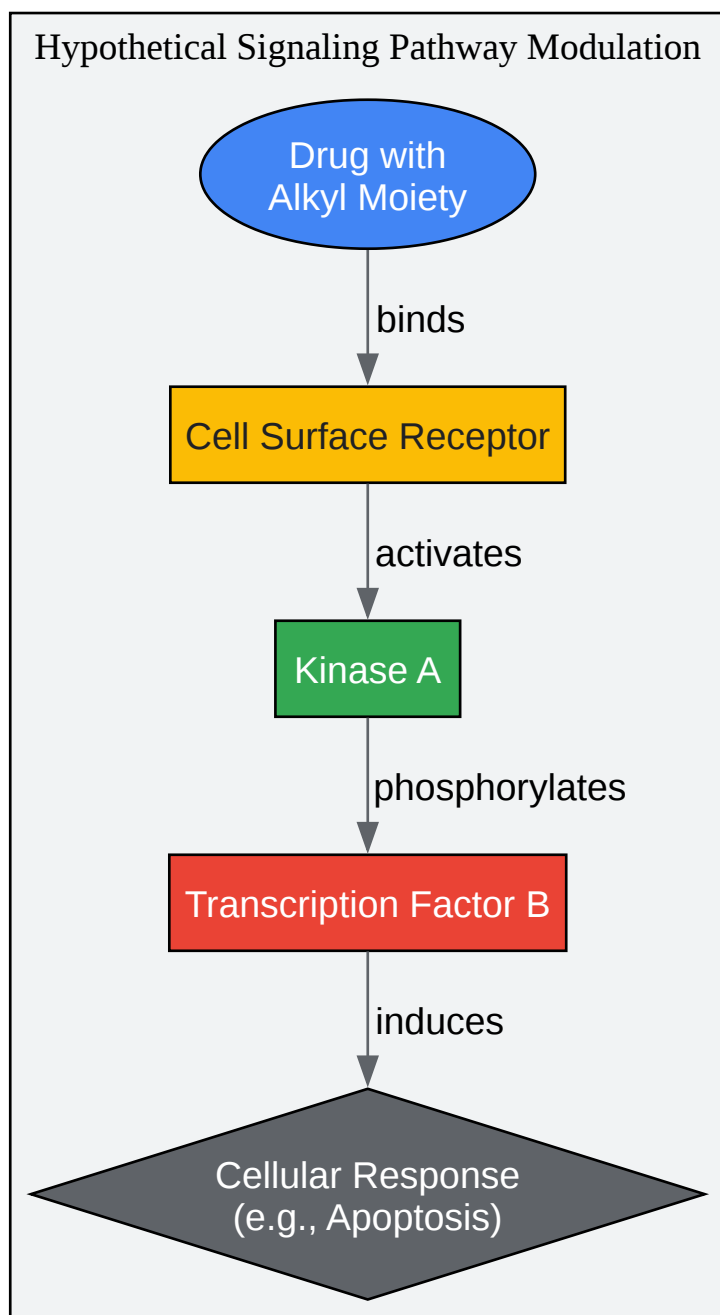 Hypothetical Signaling Pathway Modulation
Drug with
Alkyl Moiety
binds
Cell Surface Receptor
activates
Kinase A
phosphorylates
Transcription Factor B
induces
Cellular Response
(e.g., Apoptosis)